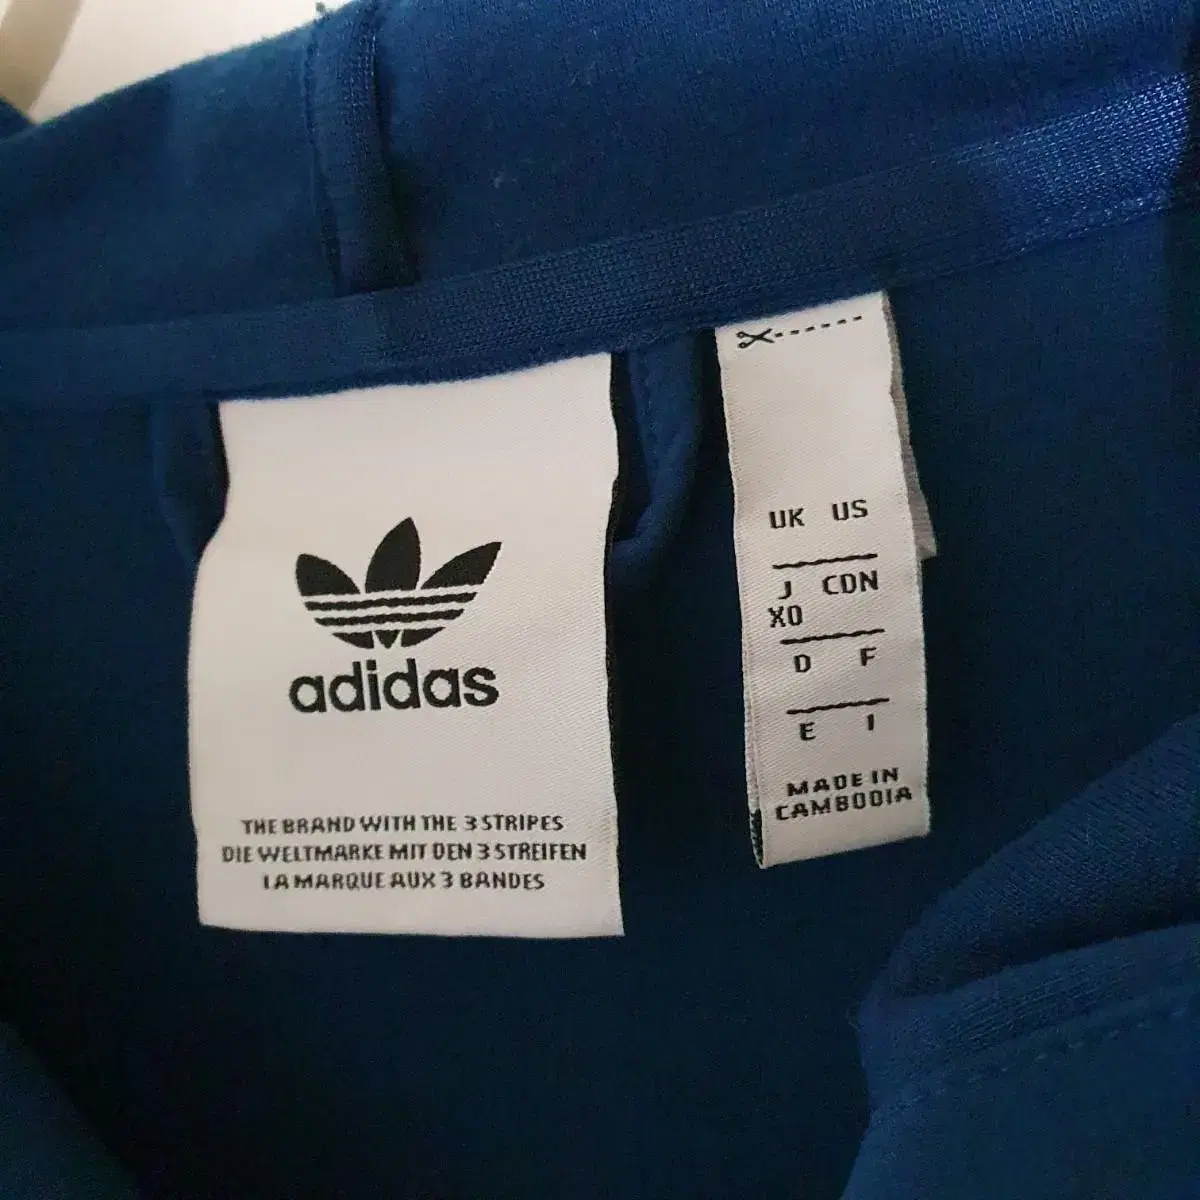 adidas
THE BRAND WITH THE 3 STRIPES
DIE WELTMARKE MIT DEN 3 STREIFEN
LA MARQUE AUX 3 BANDES
UK US
J CDN
XO
D F
E I
MADE IN
CAMBODIA